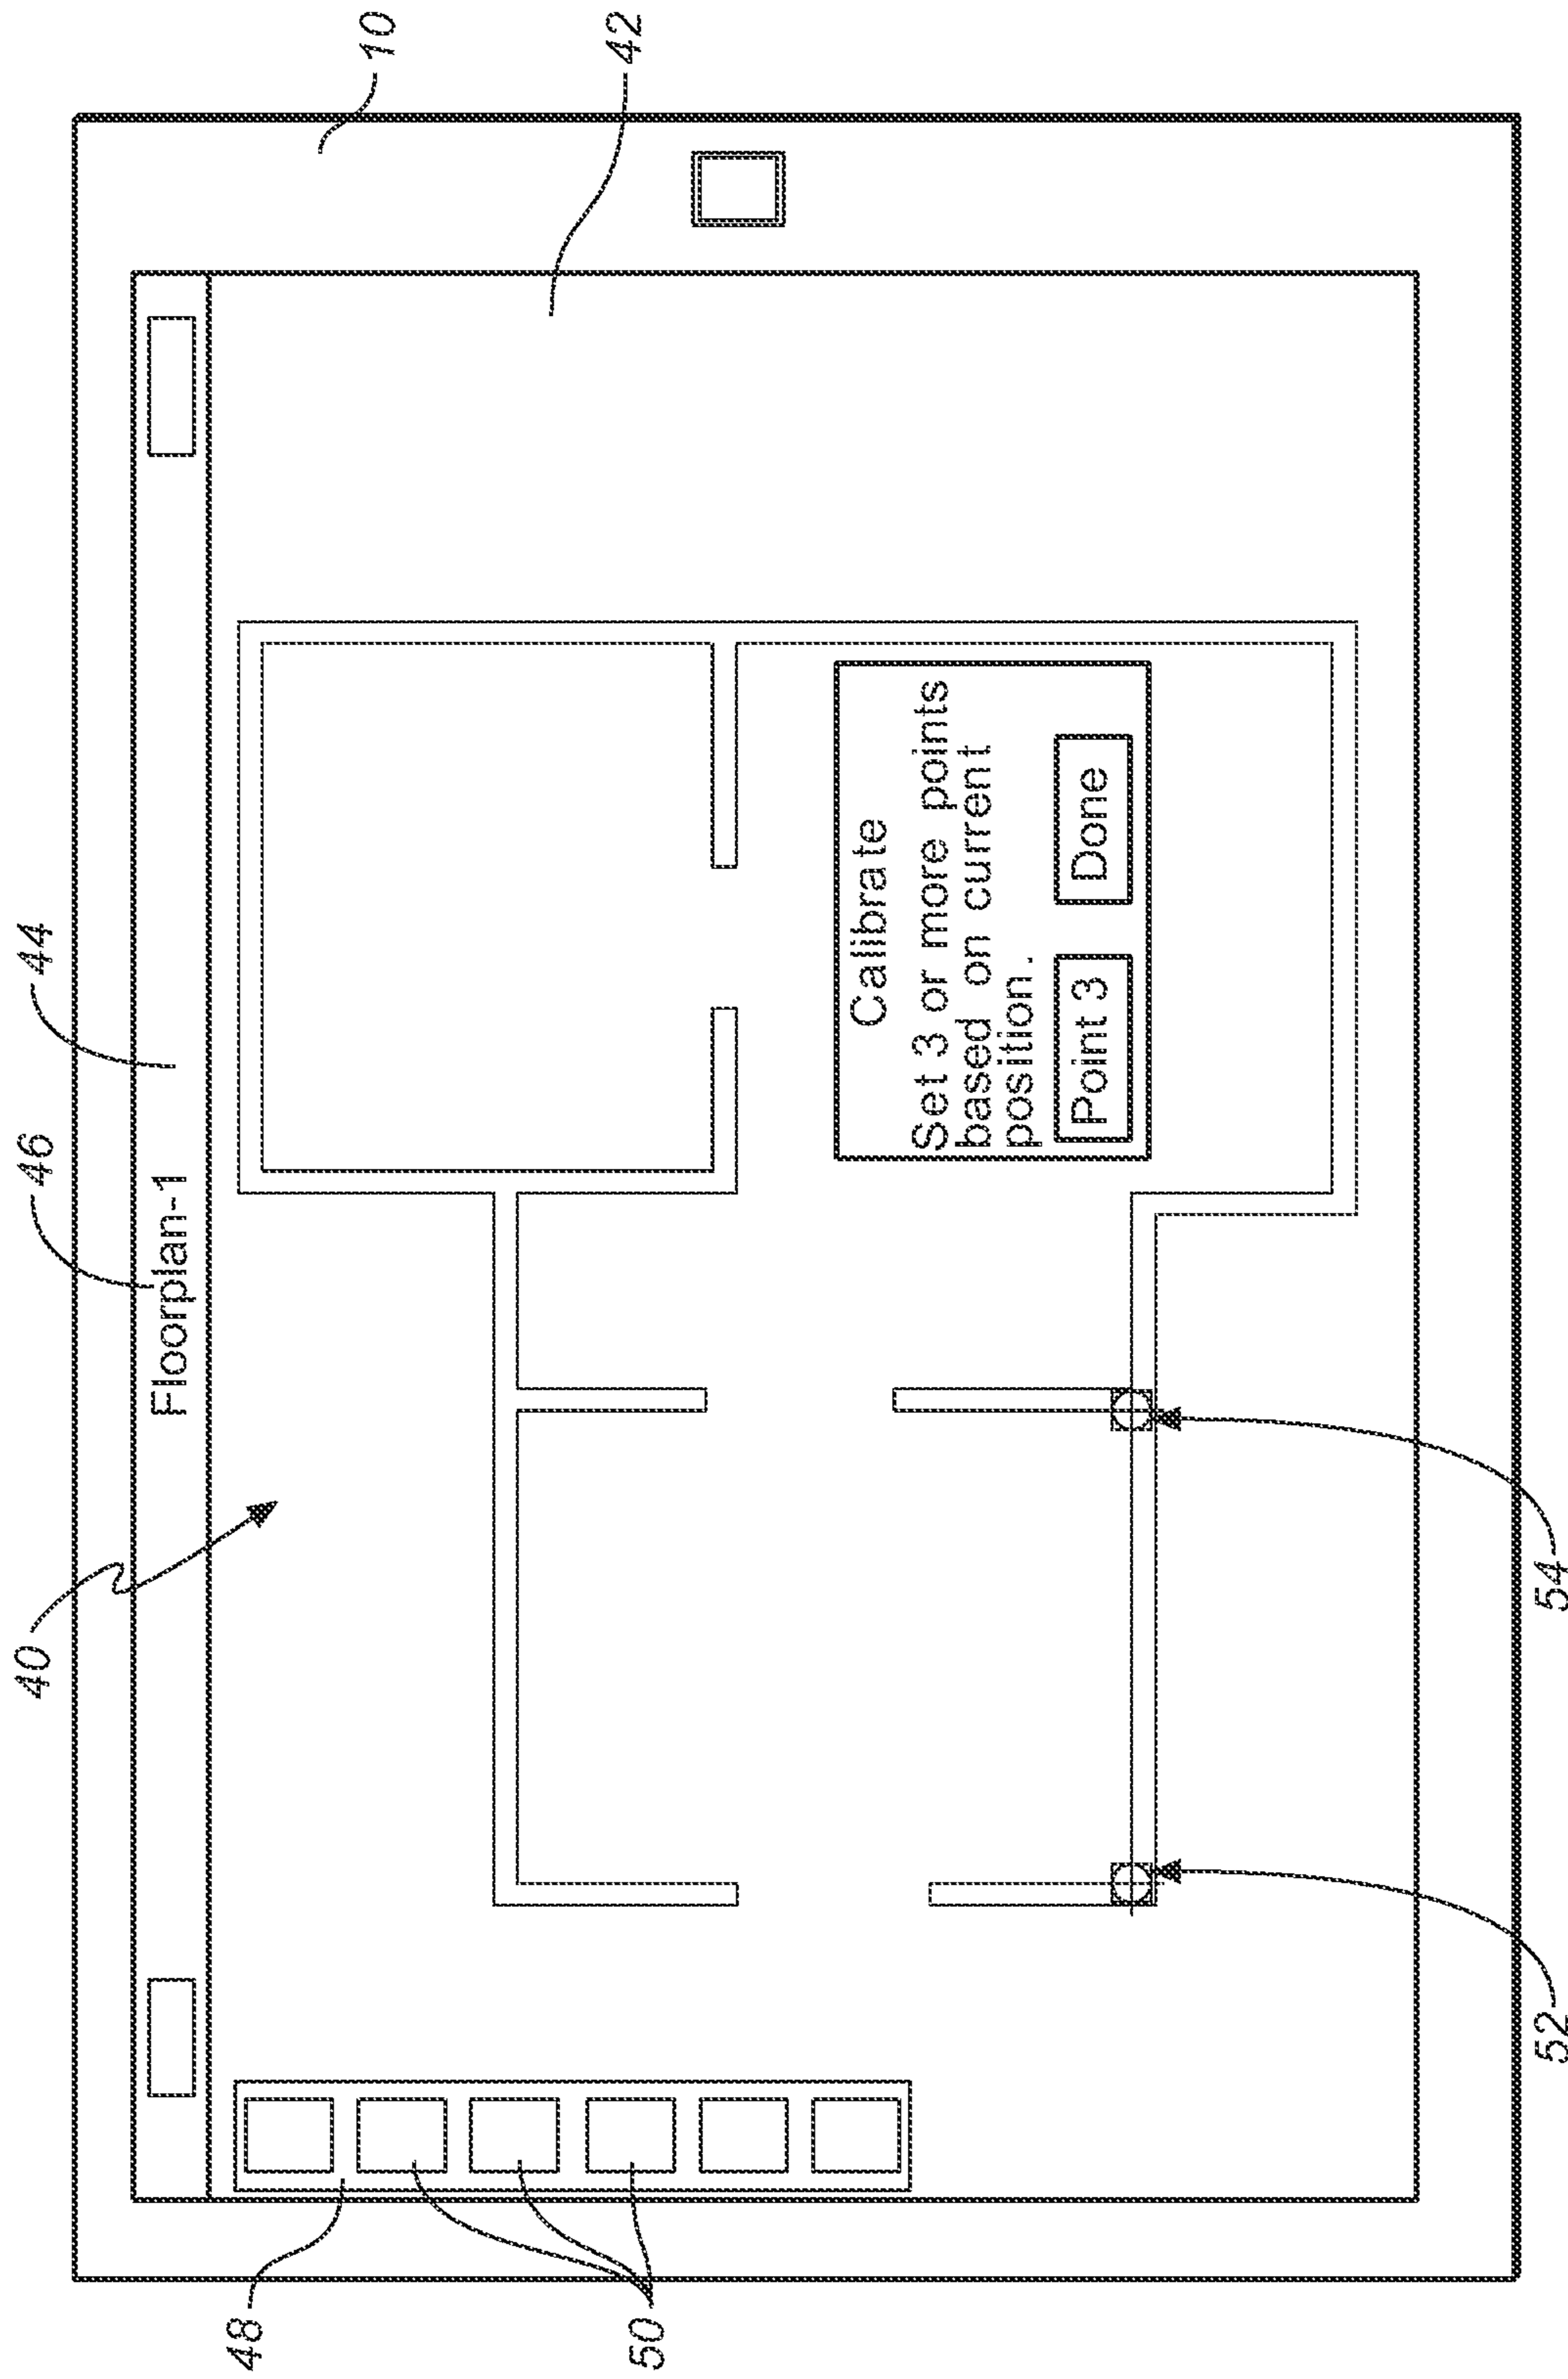 46
44
40
Floorplan-1
10
42
Calibrate
Set 3 or more points
based on current
position.
Point 3
Done
48
50
52
54